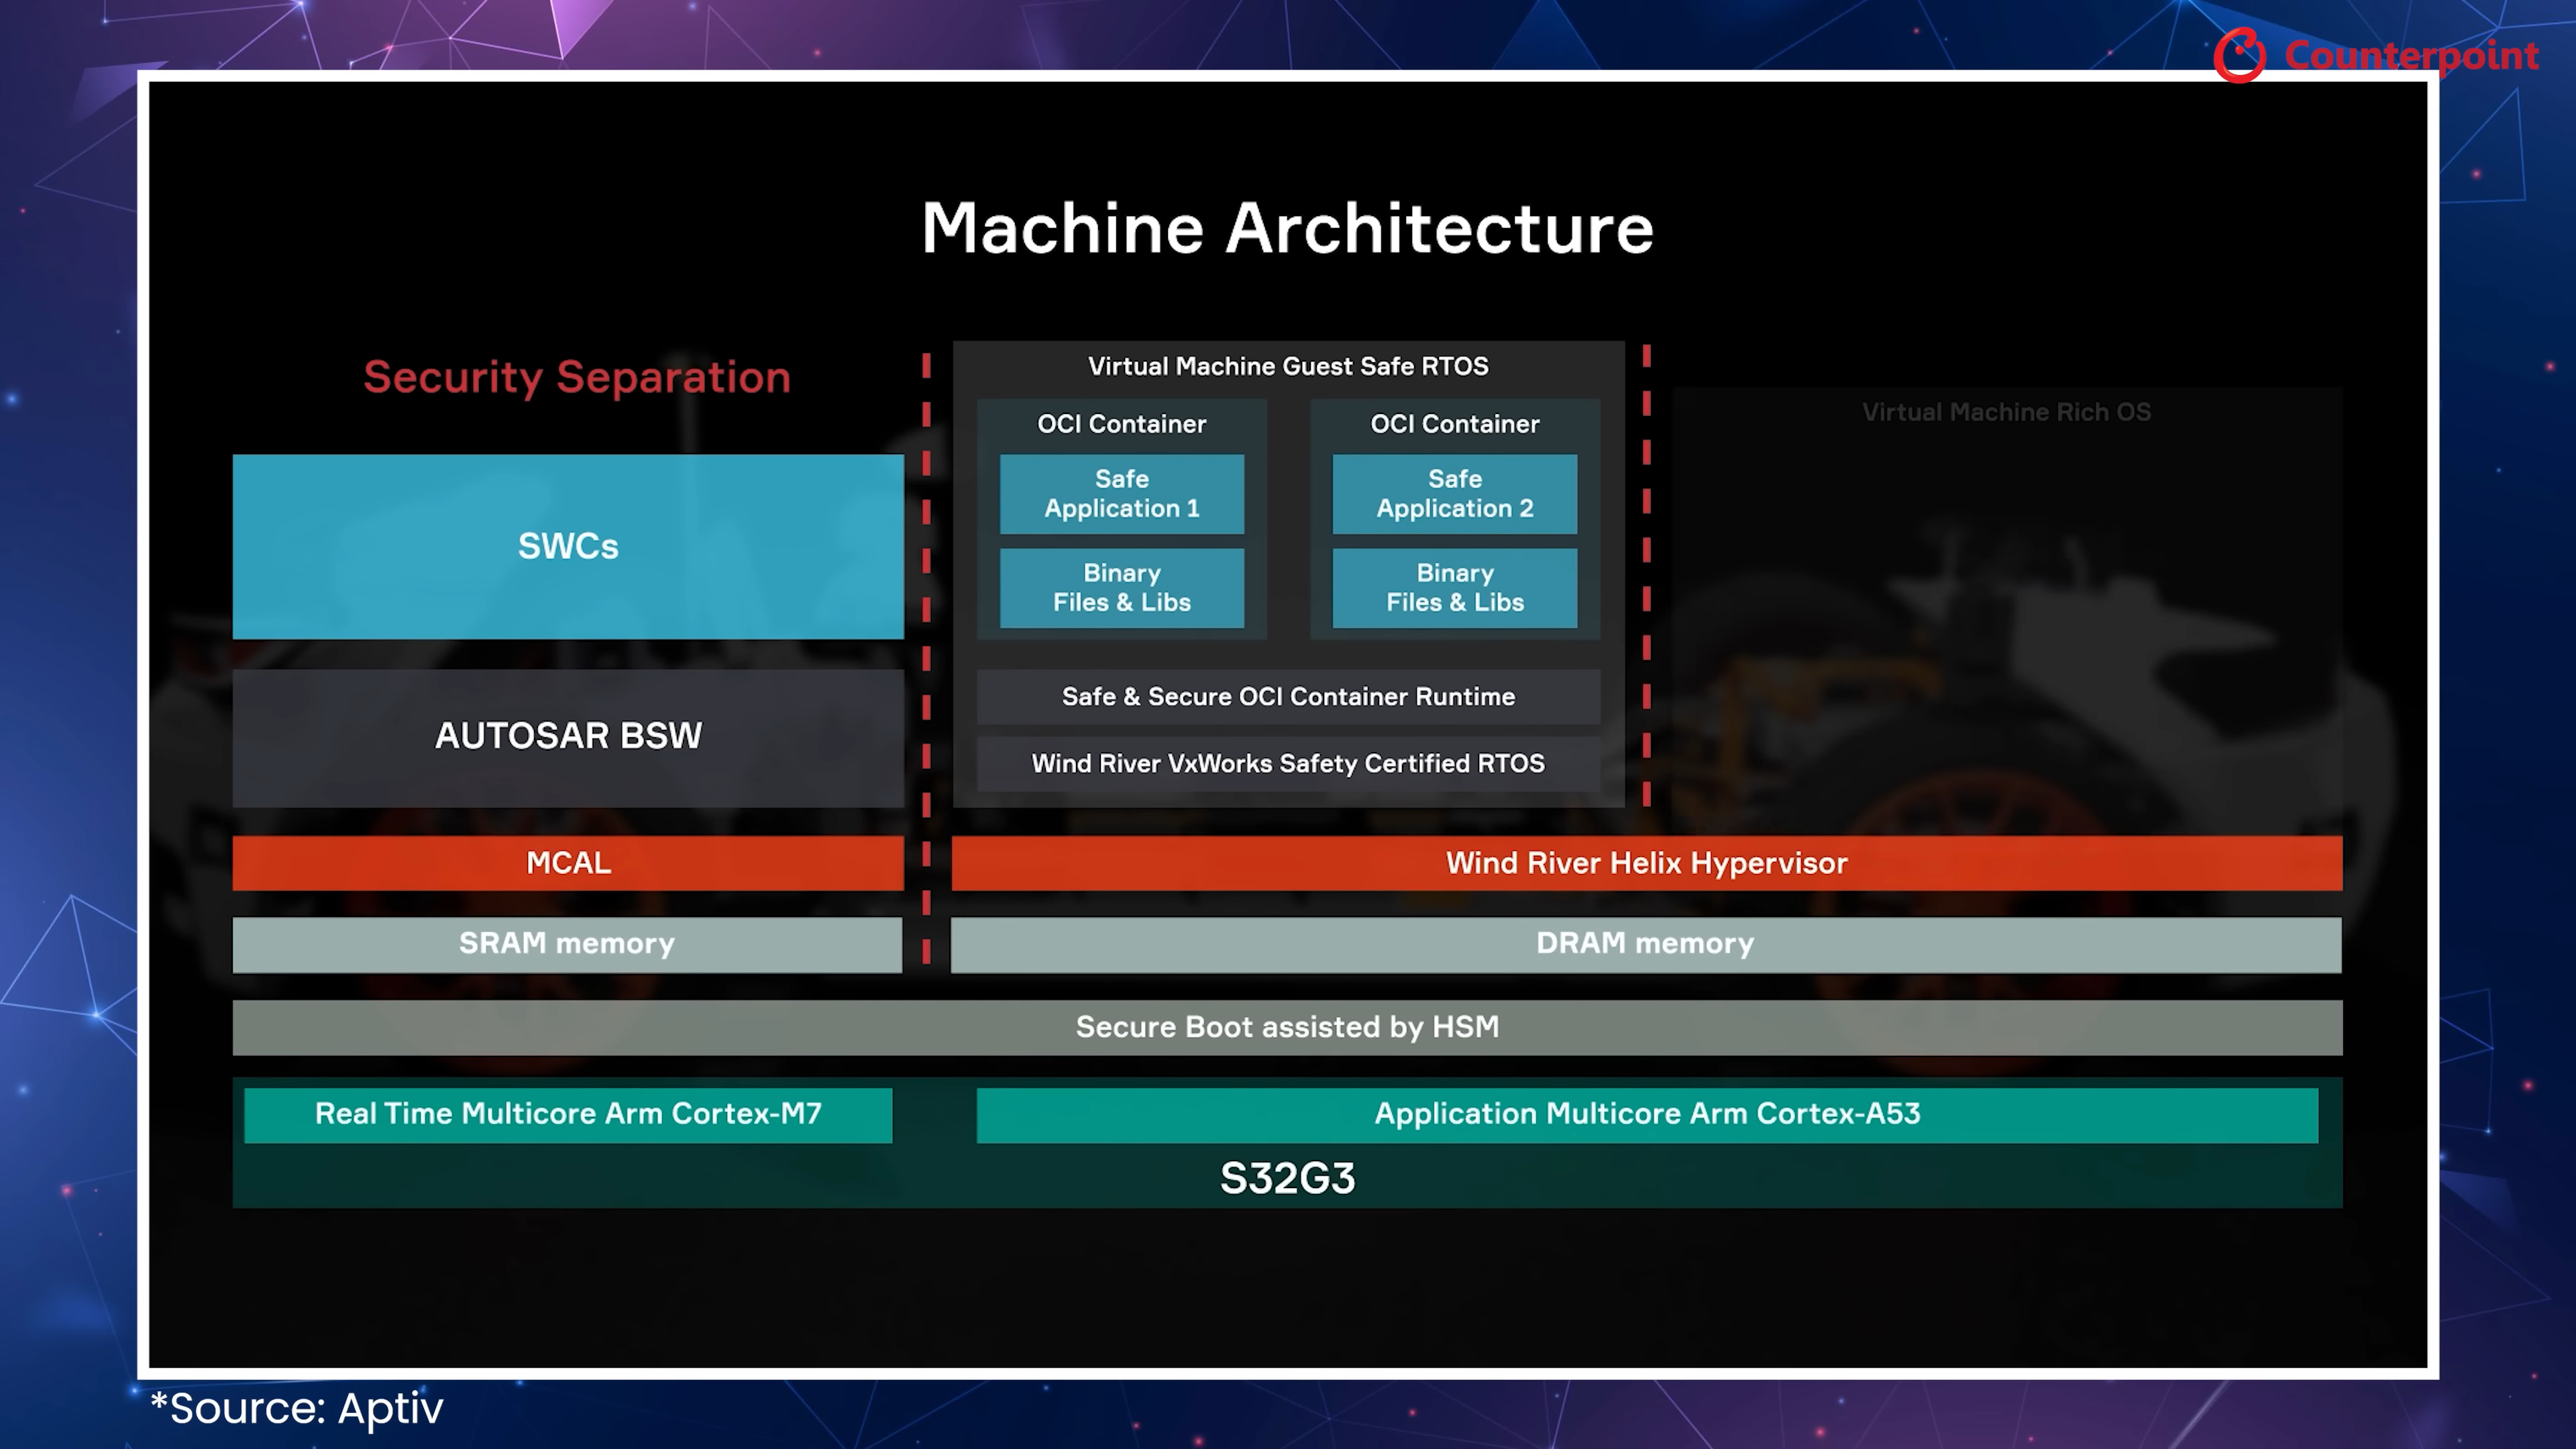 Counterpoint
Machine Architecture
Security Separation
SWCs
AUTOSAR BSW
MCAL
SRAM memory
Virtual Machine Guest Safe RTOS
OCI Container
Safe
Application 1
Binary
Files & Libs
OCI Container
Safe
Application 2
Binary
Files & Libs
Safe & Secure OCI Container Runtime
Wind River VxWorks Safety Certified RTOS
Virtual Machine Rich OS
Wind River Helix Hypervisor
DRAM memory
Secure Boot assisted by HSM
Real Time Multicore Arm Cortex-M7
Application Multicore Arm Cortex-A53
S32G3
*Source: Aptiv